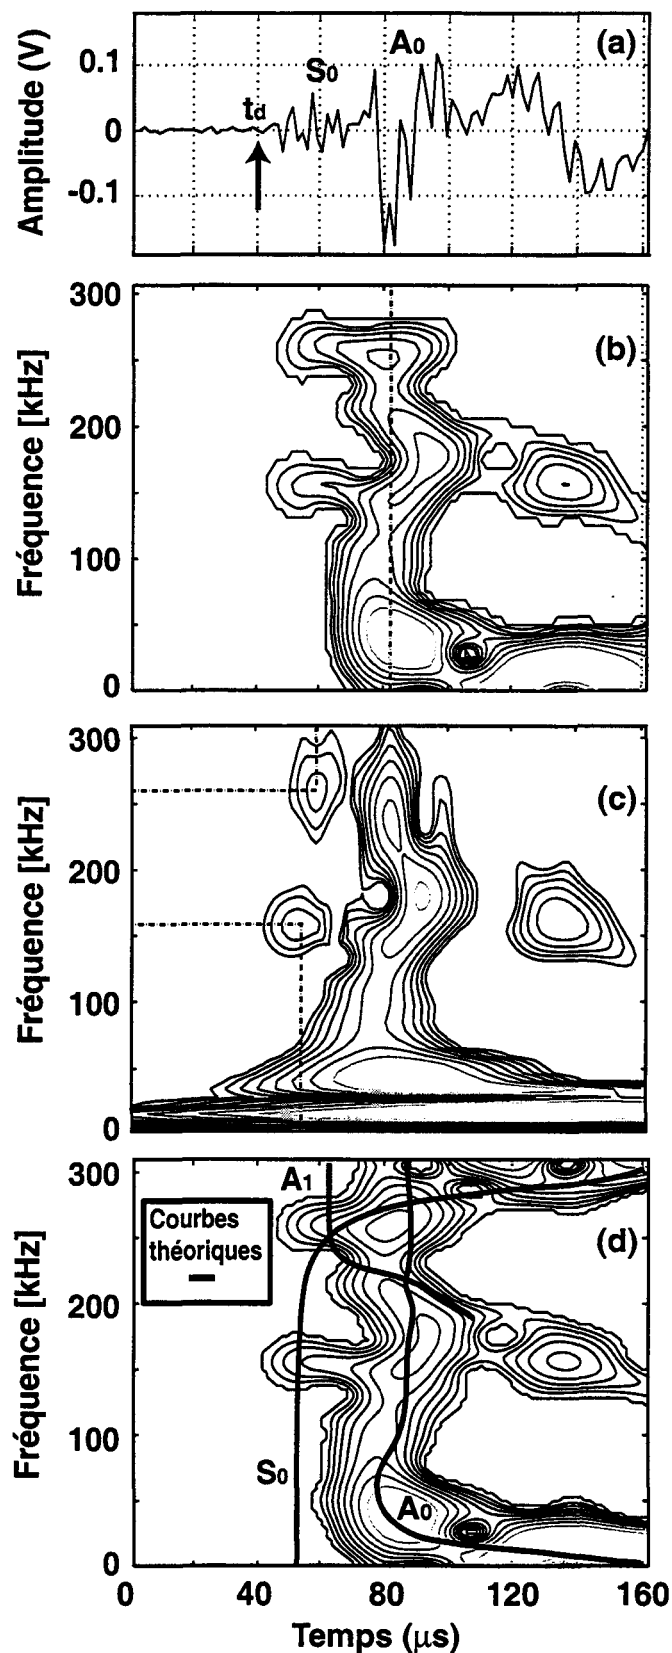 (a)
Amplitude (V)
0.1
0
-0.1
td
S0
A0
(b)
Fréquence [kHz]
300
200
100
0
(c)
Fréquence [kHz]
300
200
100
0
(d)
Fréquence [kHz]
300
200
100
0
A1
Courbes
théoriques
S0
A0
0 40 80 120 160
Temps (μs)